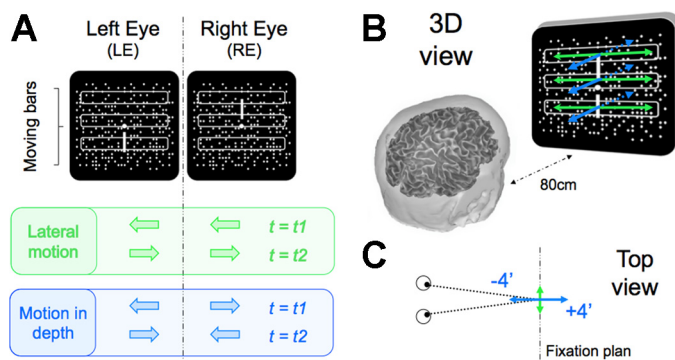 A
Left Eye
(LE)
Right Eye
(RE)
Moving bars
Lateral
motion
t = t1
t = t2
Motion in
depth
t = t1
t = t2
B
3D
view
80cm
C
-4'
+4'
Top
view
Fixation plan